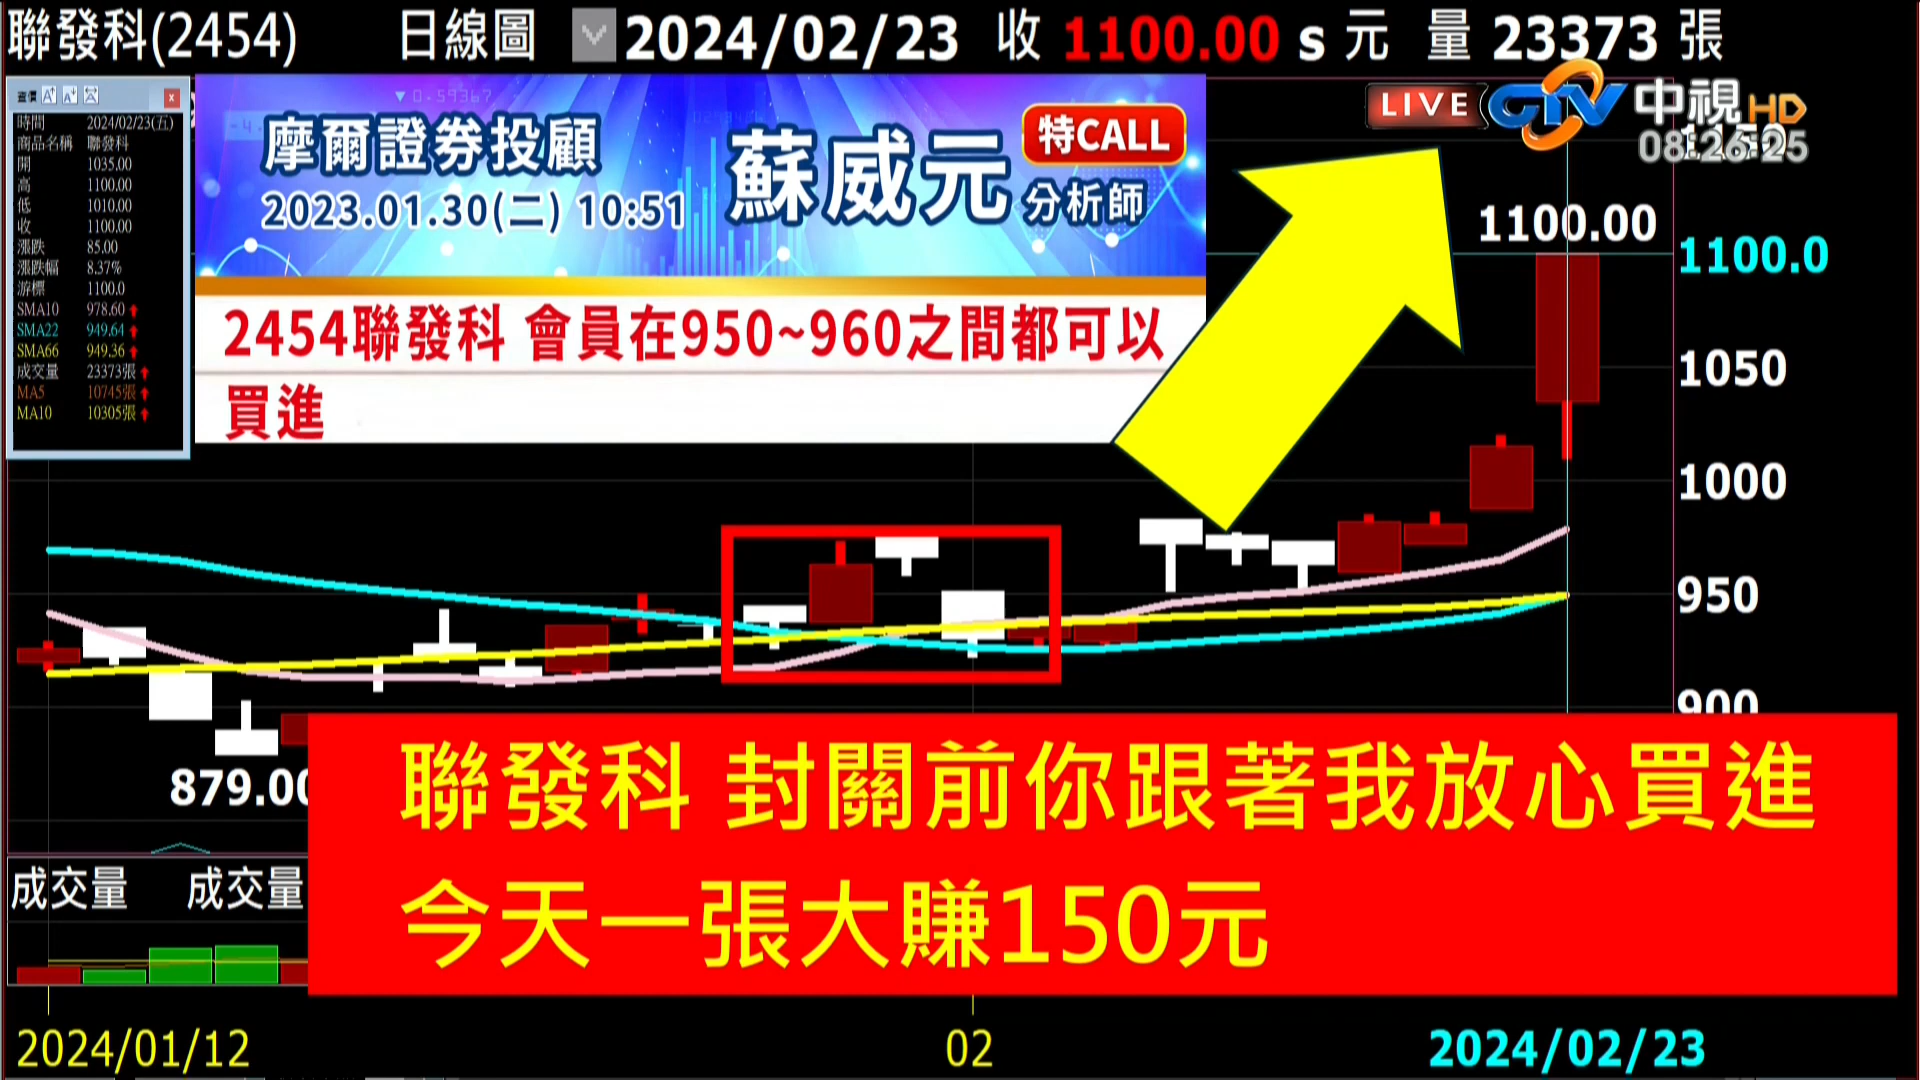 聯發科(2454) 日線圖 2024/02/23 收 1100.00 s 元 量 23373 張
查價
時間 2024/02/23(五)
商品名稱 聯發科
開 1035.00
高 1100.00
低 1010.00
收 1100.00
漲跌 85.00
漲跌幅 8.37%
游標 1100.0
SMA10 978.60
SMA22 949.64
SMA66 949.36
成交量 23373張
MA5 10745張
MA10 10305張
▼0.59367
摩爾證券投顧
2023.01.30(二) 10:51
蘇威元
特CALL
分析師
2454聯發科 會員在950~960之間都可以
買進
LIVE CTV 中視HD
08:26:25
1100.00
1100.0
1050
1000
950
900
879.00
聯發科 封關前你跟著我放心買進
今天一張大賺150元
成交量 成交量
2024/01/12 02 2024/02/23